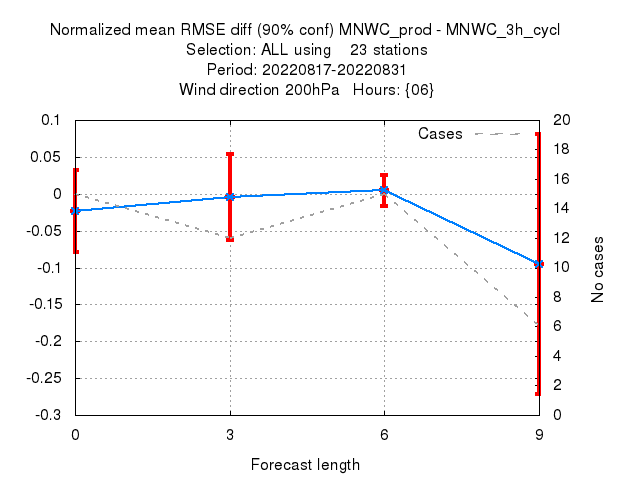 Normalized mean RMSE diff (90% conf) MNWC_prod - MNWC_3h_cycl
Selection: ALL using 23 stations
Period: 20220817-20220831
Wind direction 200hPa Hours: {06}
Cases
0.1
0.05
0
-0.05
-0.1
-0.15
-0.2
-0.25
-0.3
20
18
16
14
12
10
8
6
4
2
0
No cases
0 3 6 9
Forecast length